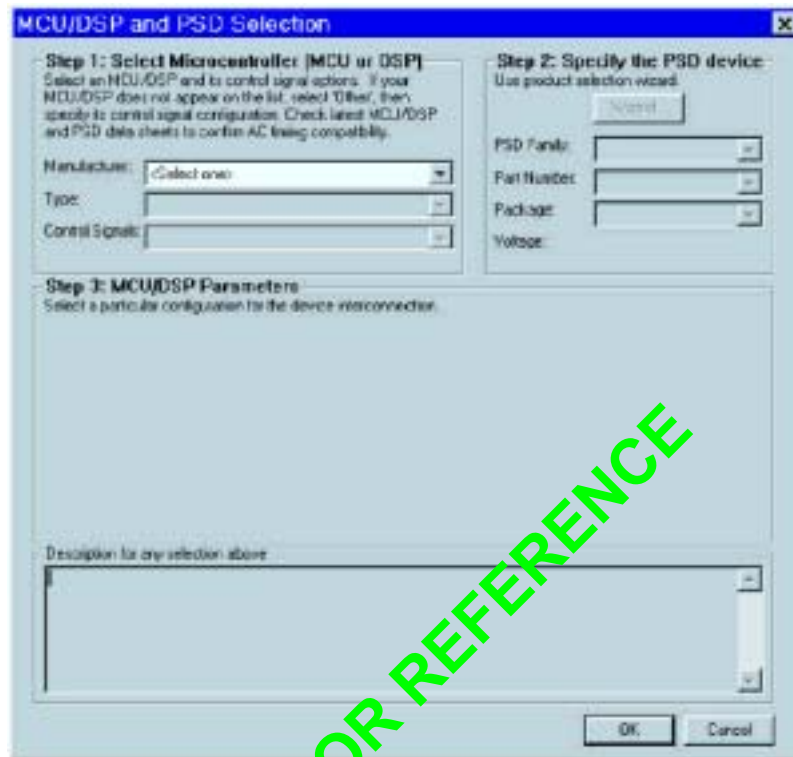 MCU/DSP and PSD Selection
Step 1: Select Microcontroller (MCU or DSP)
Select an MCU/DSP and its control signal options. If your
MCU/DSP does not appear on the list, select 'Other', then
specify its control signal configuration. Check latest MCU/DSP
and PSD data sheets to confirm AC timing compatibility.
Manufacturer:
<Select one>
Type:
Control Signals:
Step 2: Specify the PSD device
Use product selection wizard.
PSD Family:
Part Number:
Package:
Voltage:
Step 3: MCU/DSP Parameters
Select a particular configuration for the device interconnection.
Description for any selection above
OK
Cancel
OR REFERENCE